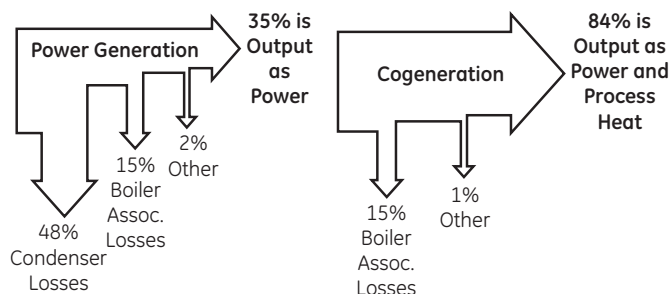 Power Generation
35% is
Output
as
Power
48%
Condenser
Losses
15%
Boiler
Assoc.
Losses
2%
Other
Cogeneration
84% is
Output as
Power and
Process
Heat
15%
Boiler
Assoc.
Losses
1%
Other